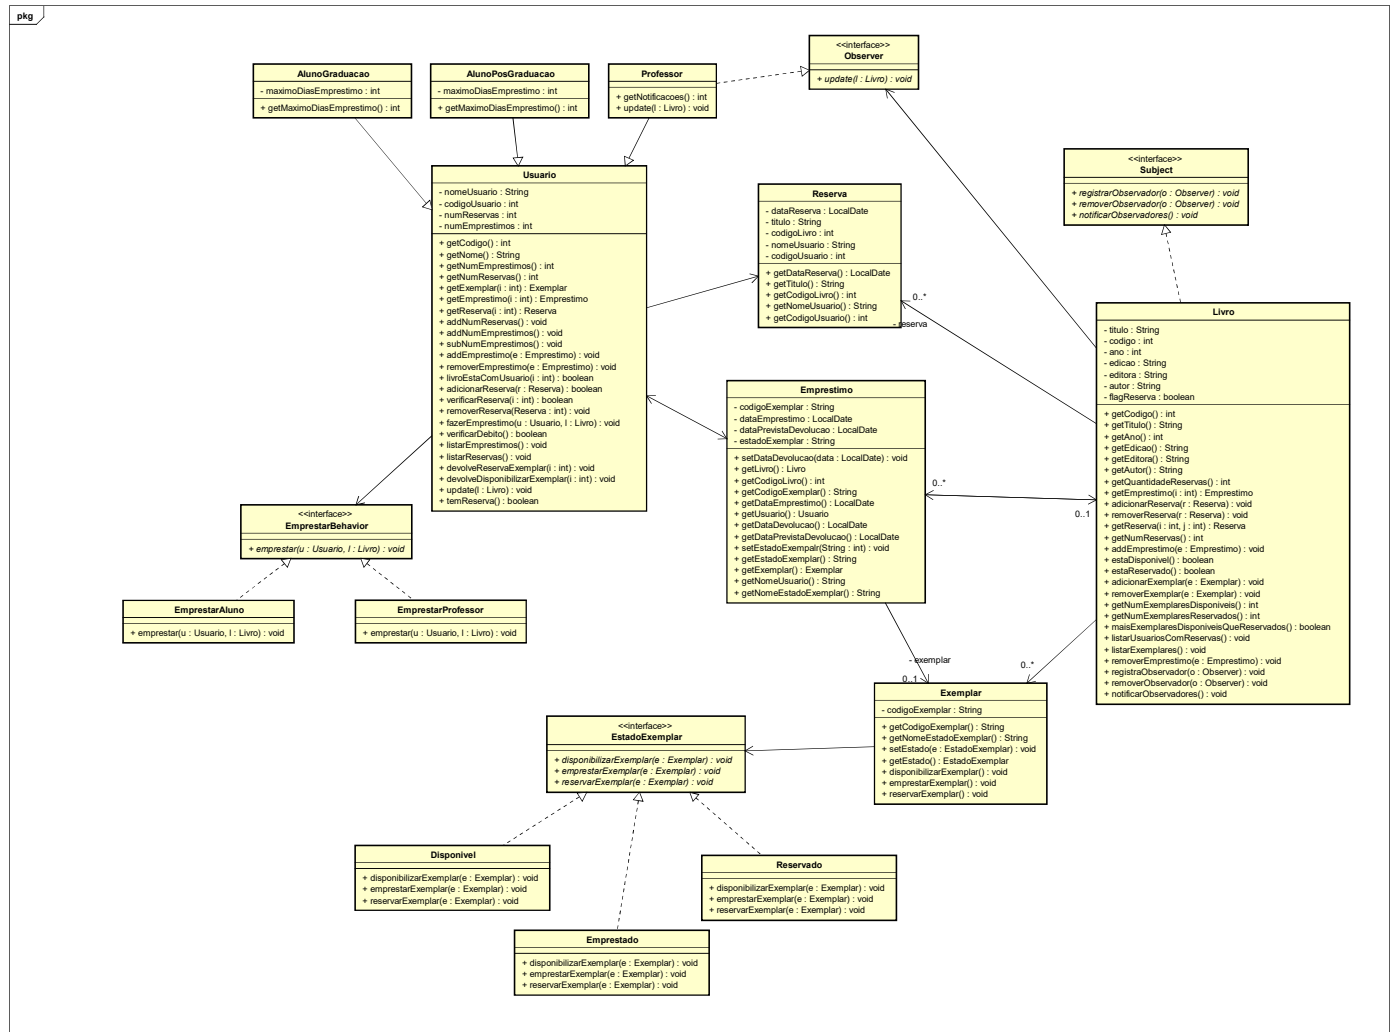 pkg
AlunoGraduacao
- maximoDiasEmprestimo : int
+ getMaximoDiasEmprestimo() : int
AlunoPosGraduacao
- maximoDiasEmprestimo : int
+ getMaximoDiasEmprestimo() : int
Professor
+ getNotificacoes() : int
+ update(l : Livro) : void
<<interface>>
Observer
+ update(l : Livro) : void
<<interface>>
Subject
+ registrarObservador(o : Observer) : void
+ removerObservador(o : Observer) : void
+ notificarObservadores() : void
Usuario
- nomeUsuario : String
- codigoUsuario : int
- numReservas : int
- numEmprestimos : int
+ getCodigo() : int
+ getNome() : String
+ getNumEmprestimos() : int
+ getNumReservas() : int
+ getExemplar(i : int) : Exemplar
+ getEmprestimo(i : int) : Emprestimo
+ getReserva(i : int) : Reserva
+ addNumReservas() : void
+ addNumEmprestimos() : void
+ subNumEmprestimos() : void
+ addEmprestimo(e : Emprestimo) : void
+ removerEmprestimo(e : Emprestimo) : void
+ livroEstaComUsuario(i : int) : boolean
+ adicionarReserva(r : Reserva) : boolean
+ verificarReserva(i : int) : boolean
+ removerReserva(Reserva : int) : void
+ fazerEmprestimo(u : Usuario, l : Livro) : void
+ verificarDebito() : boolean
+ listarEmprestimos() : void
+ listarReservas() : void
+ devolveReservaExemplar(i : int) : void
+ devolveDisponibilizarExemplar(i : int) : void
+ update(l : Livro) : void
+ temReserva() : boolean
Reserva
- dataReserva : LocalDate
- titulo : String
- codigoLivro : int
- nomeUsuario : String
- codigoUsuario : int
+ getDataReserva() : LocalDate
+ getTitulo() : String
+ getCodigoLivro() : int
+ getNomeUsuario() : String
+ getCodigoUsuario() : int
0..*
- reserva
Livro
- titulo : String
- codigo : int
- ano : int
- edicao : String
- editora : String
- autor : String
- flagReserva : boolean
+ getCodigo() : int
+ getTitulo() : String
+ getAno() : int
+ getEdicao() : String
+ getEditora() : String
+ getAutor() : String
+ getQuantidadeReservas() : int
+ getEmprestimo(i : int) : Emprestimo
+ adicionarReserva(r : Reserva) : void
+ removerReserva(r : Reserva) : void
+ getReserva(i : int, j : int) : Reserva
+ getNumReservas() : int
+ addEmprestimo(e : Emprestimo) : void
+ estaDisponivel() : boolean
+ estaReservado() : boolean
+ adicionarExemplar(e : Exemplar) : void
+ removerExemplar(e : Exemplar) : void
+ getNumExemplaresDisponiveis() : int
+ getNumExemplaresReservados() : int
+ maisExemplaresDisponiveisQueReservados() : boolean
+ listarUsuariosComReservas() : void
+ listarExemplares() : void
+ removerEmprestimo(e : Emprestimo) : void
+ registraObservador(o : Observer) : void
+ removerObservador(o : Observer) : void
+ notificarObservadores() : void
Emprestimo
- codigoExemplar : String
- dataEmprestimo : LocalDate
- dataPrevistaDevolucao : LocalDate
- estadoExemplar : String
+ setDataDevolucao(data : LocalDate) : void
+ getLivro() : Livro
+ getCodigoLivro() : int
+ getCodigoExemplar() : String
+ getDataEmprestimo() : LocalDate
+ getUsuario() : Usuario
+ getDataDevolucao() : LocalDate
+ getDataPrevistaDevolucao() : LocalDate
+ setEstadoExempalr(String : int) : void
+ getEstadoExemplar() : String
+ getExemplar() : Exemplar
+ getNomeUsuario() : String
+ getNomeEstadoExemplar() : String
0..*
0..1
<<interface>>
EmprestarBehavior
+ emprestar(u : Usuario, l : Livro) : void
EmprestarAluno
+ emprestar(u : Usuario, l : Livro) : void
EmprestarProfessor
+ emprestar(u : Usuario, l : Livro) : void
- exemplar
0..1
0..*
Exemplar
- codigoExemplar : String
+ getCodigoExemplar() : String
+ getNomeEstadoExemplar() : String
+ setEstado(e : EstadoExemplar) : void
+ getEstado() : EstadoExemplar
+ disponibilizarExemplar() : void
+ emprestarExemplar() : void
+ reservarExemplar() : void
<<interface>>
EstadoExemplar
+ disponibilizarExemplar(e : Exemplar) : void
+ emprestarExemplar(e : Exemplar) : void
+ reservarExemplar(e : Exemplar) : void
Disponivel
+ disponibilizarExemplar(e : Exemplar) : void
+ emprestarExemplar(e : Exemplar) : void
+ reservarExemplar(e : Exemplar) : void
Reservado
+ disponibilizarExemplar(e : Exemplar) : void
+ emprestarExemplar(e : Exemplar) : void
+ reservarExemplar(e : Exemplar) : void
Emprestado
+ disponibilizarExemplar(e : Exemplar) : void
+ emprestarExemplar(e : Exemplar) : void
+ reservarExemplar(e : Exemplar) : void